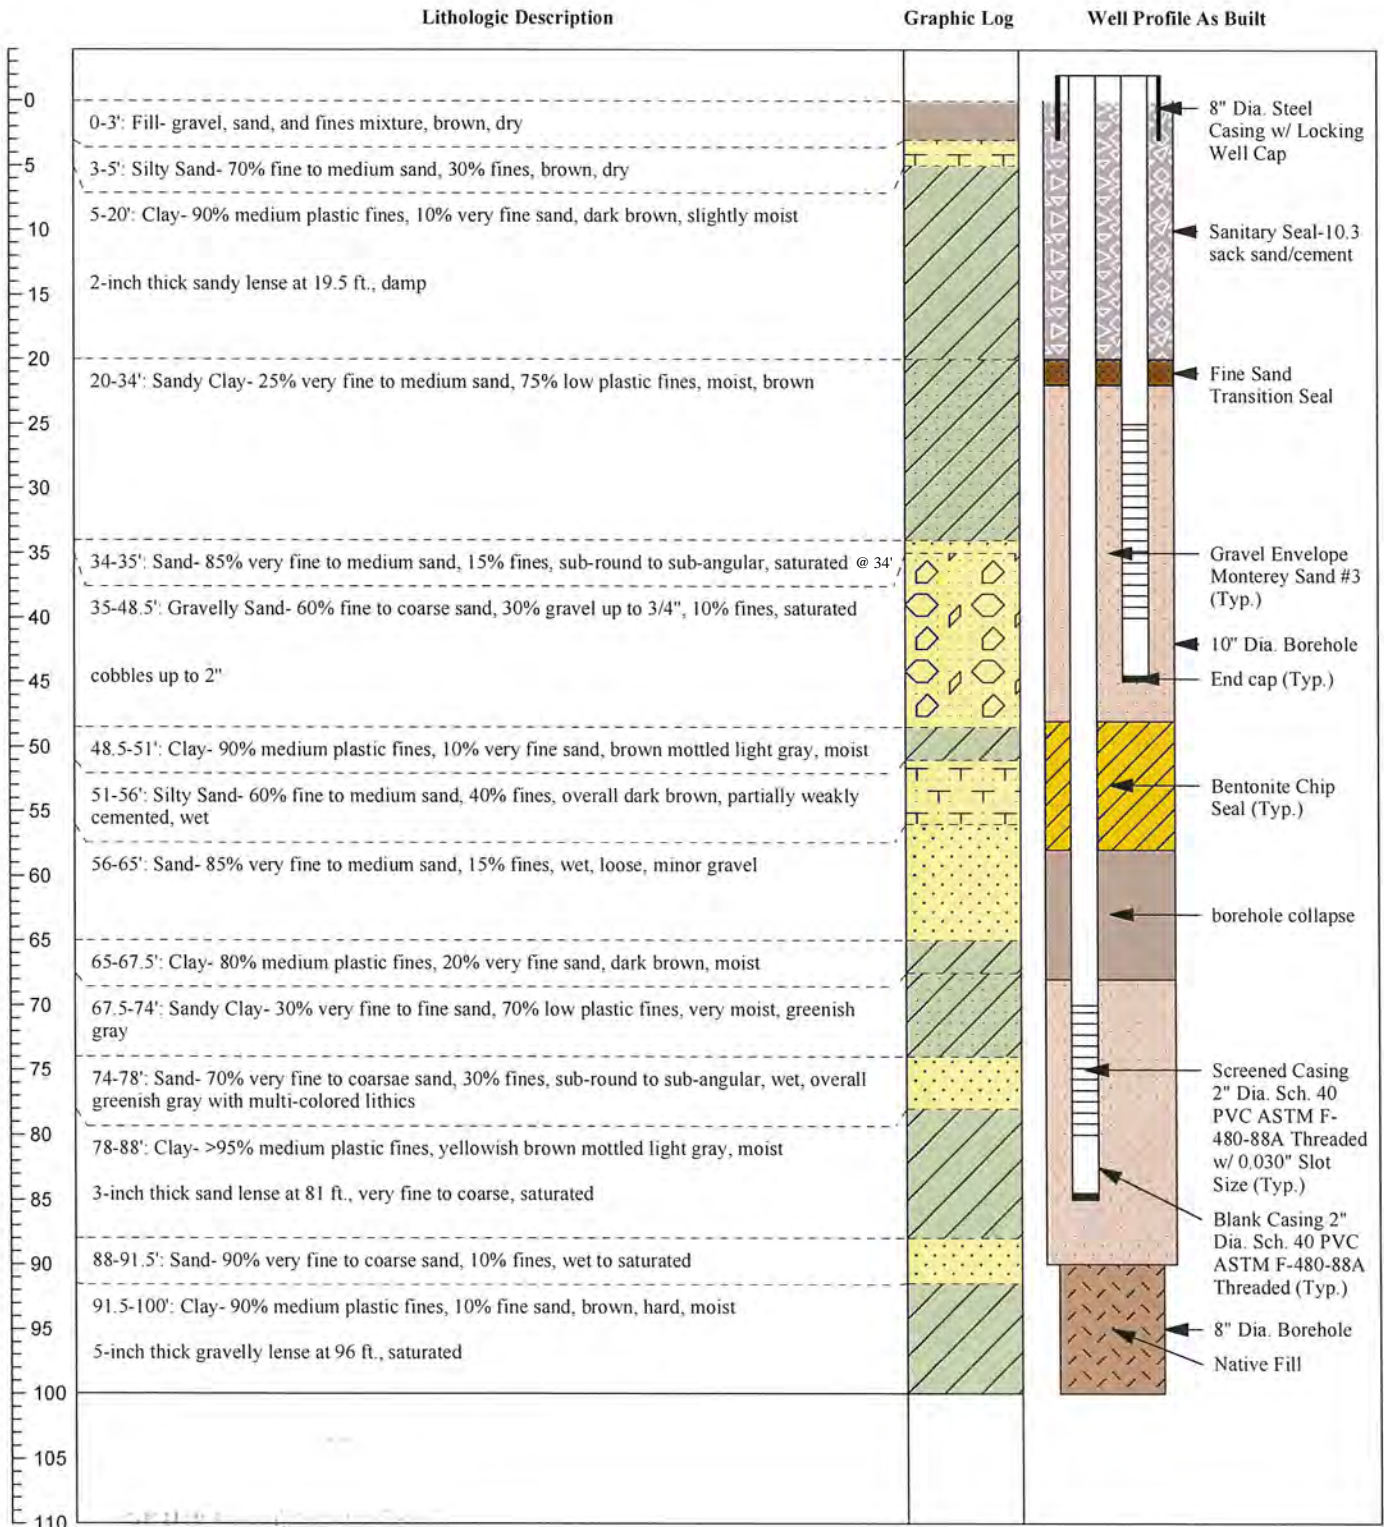 Lithologic Description
Graphic Log
Well Profile As Built
0
5
10
15
20
25
30
35
40
45
50
55
60
65
70
75
80
85
90
95
100
105
110
0-3': Fill- gravel, sand, and fines mixture, brown, dry
3-5': Silty Sand- 70% fine to medium sand, 30% fines, brown, dry
5-20': Clay- 90% medium plastic fines, 10% very fine sand, dark brown, slightly moist
2-inch thick sandy lense at 19.5 ft., damp
20-34': Sandy Clay- 25% very fine to medium sand, 75% low plastic fines, moist, brown
34-35': Sand- 85% very fine to medium sand, 15% fines, sub-round to sub-angular, saturated @ 34'
35-48.5': Gravelly Sand- 60% fine to coarse sand, 30% gravel up to 3/4", 10% fines, saturated
cobbles up to 2"
48.5-51': Clay- 90% medium plastic fines, 10% very fine sand, brown mottled light gray, moist
51-56': Silty Sand- 60% fine to medium sand, 40% fines, overall dark brown, partially weakly
cemented, wet
56-65': Sand- 85% very fine to medium sand, 15% fines, wet, loose, minor gravel
65-67.5': Clay- 80% medium plastic fines, 20% very fine sand, dark brown, moist
67.5-74': Sandy Clay- 30% very fine to fine sand, 70% low plastic fines, very moist, greenish
gray
74-78': Sand- 70% very fine to coarsae sand, 30% fines, sub-round to sub-angular, wet, overall
greenish gray with multi-colored lithics
78-88': Clay- >95% medium plastic fines, yellowish brown mottled light gray, moist
3-inch thick sand lense at 81 ft., very fine to coarse, saturated
88-91.5': Sand- 90% very fine to coarse sand, 10% fines, wet to saturated
91.5-100': Clay- 90% medium plastic fines, 10% fine sand, brown, hard, moist
5-inch thick gravelly lense at 96 ft., saturated
8" Dia. Steel
Casing w/ Locking
Well Cap
Sanitary Seal-10.3
sack sand/cement
Fine Sand
Transition Seal
Gravel Envelope
Monterey Sand #3
(Typ.)
10" Dia. Borehole
End cap (Typ.)
Bentonite Chip
Seal (Typ.)
borehole collapse
Screened Casing
2" Dia. Sch. 40
PVC ASTM F-
480-88A Threaded
w/ 0.030" Slot
Size (Typ.)
Blank Casing 2"
Dia. Sch. 40 PVC
ASTM F-480-88A
Threaded (Typ.)
8" Dia. Borehole
Native Fill